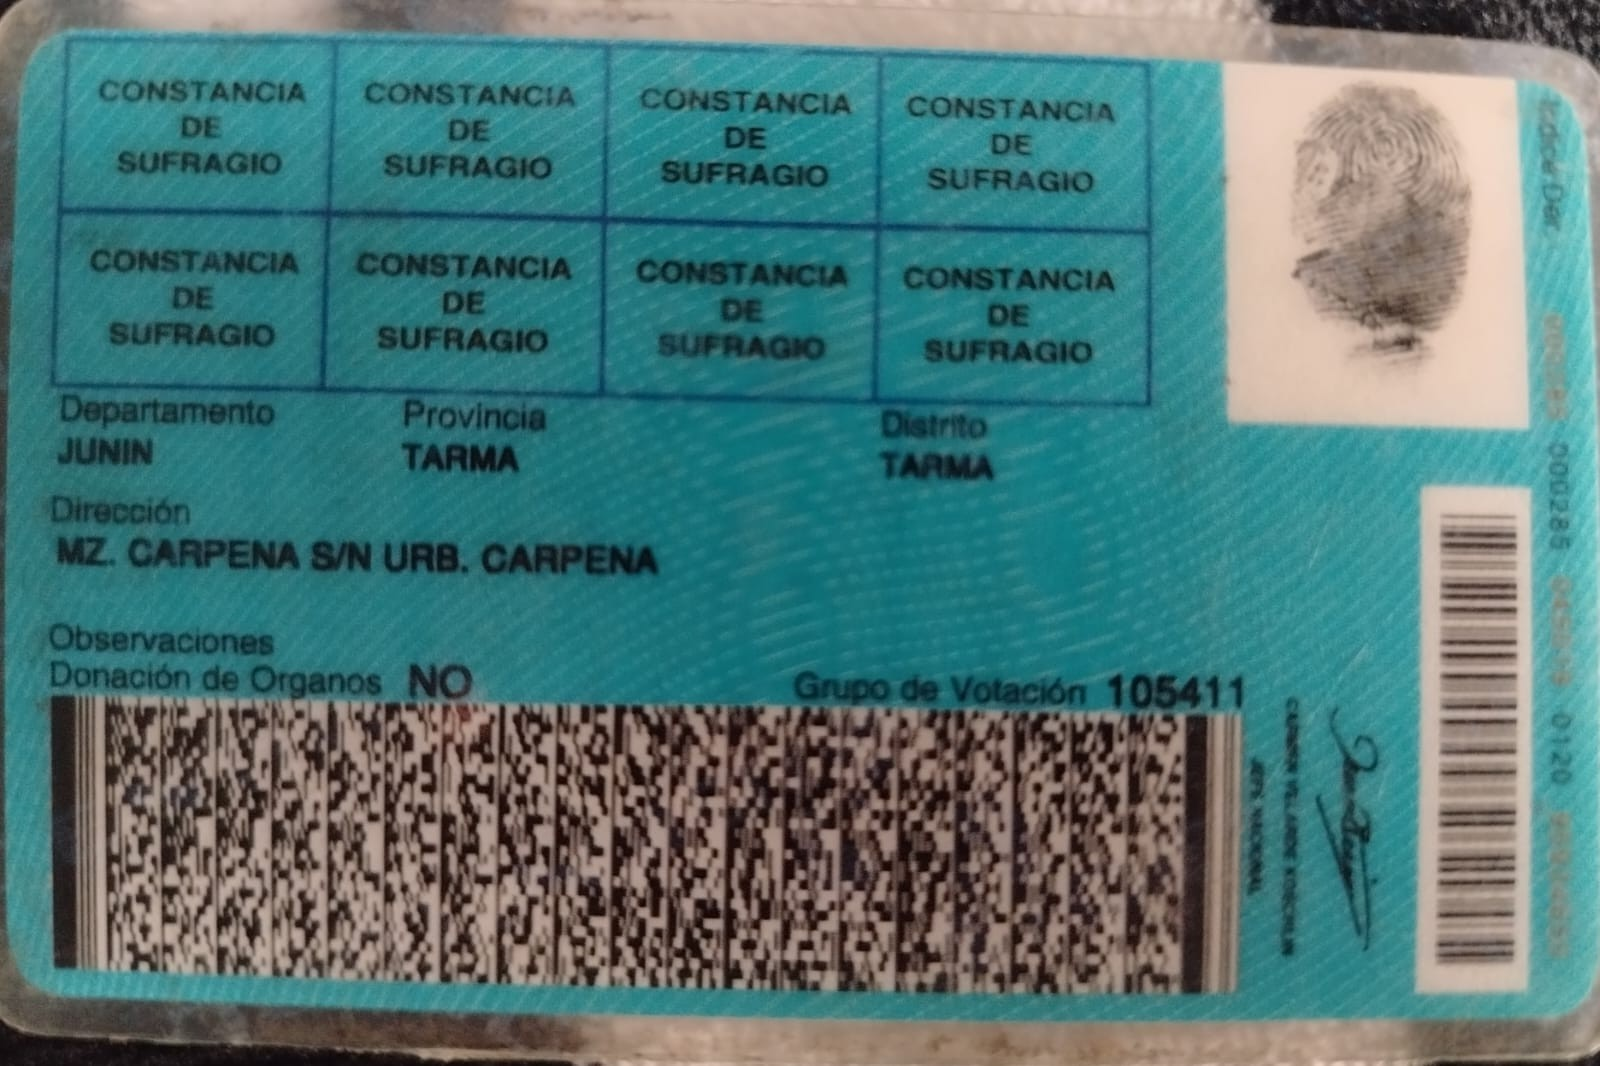 CONSTANCIA DE SUFRAGIO
CONSTANCIA DE SUFRAGIO
CONSTANCIA DE SUFRAGIO
CONSTANCIA DE SUFRAGIO
CONSTANCIA DE SUFRAGIO
CONSTANCIA DE SUFRAGIO
CONSTANCIA DE SUFRAGIO
CONSTANCIA DE SUFRAGIO
Departamento Provincia Distrito
JUNIN TARMA TARMA
Dirección
MZ. CARPENA S/N URB. CARPENA
Observaciones
Donación de Organos NO Grupo de Votación 105411
JEFE NACIONAL
000285
0120